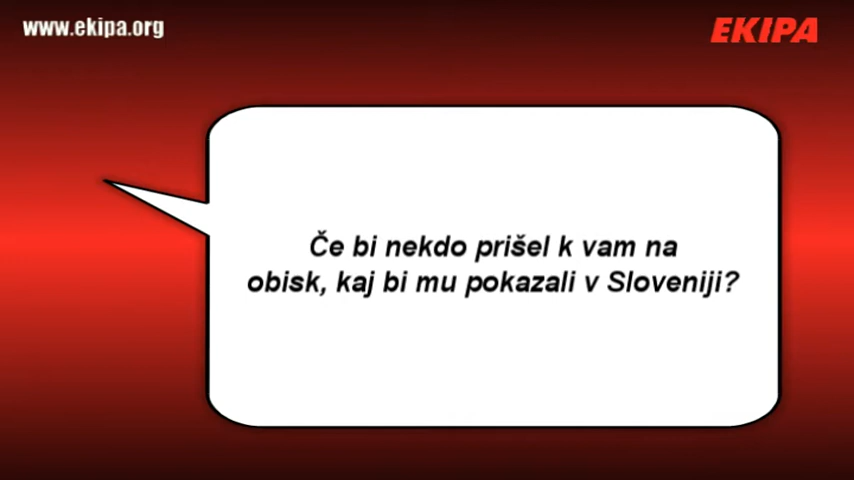 www.ekipa.org
EKIPA
Če bi nekdo prišel k vam na
obisk, kaj bi mu pokazali v Sloveniji?